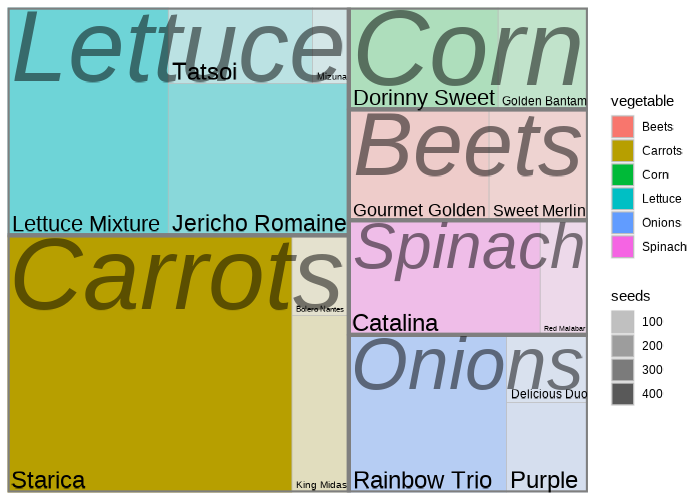 Lettuce
Tatsoi
Mizuna
Lettuce Mixture
Jericho Romaine
Carrots
Bolero Nantes
Starica
King Midas
Corn
Dorinny Sweet
Golden Bantam
Beets
Gourmet Golden
Sweet Merlin
Spinach
Catalina
Red Malabar
Onions
Delicious Duo
Rainbow Trio
Purple
vegetable
Beets
Carrots
Corn
Lettuce
Onions
Spinach
seeds
100
200
300
400